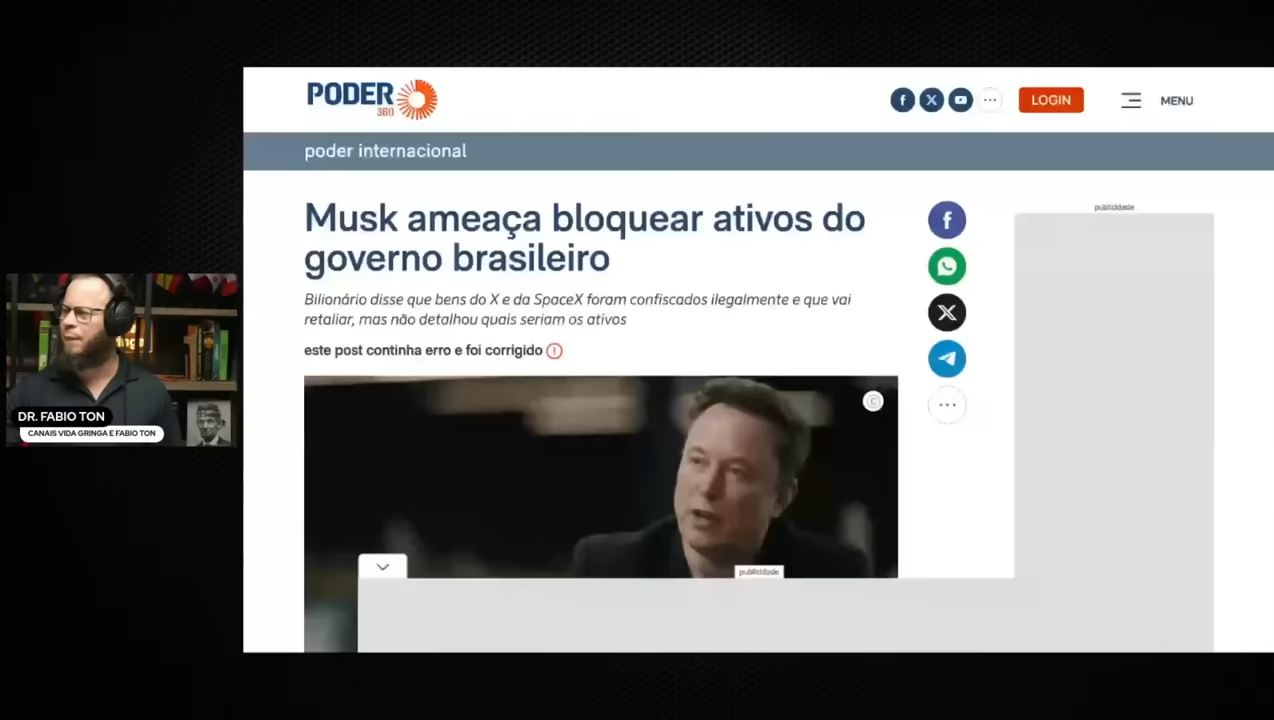 PODER
360
LOGIN
MENU
poder internacional
Musk ameaça bloquear ativos do
governo brasileiro
Bilionário disse que bens do X e da SpaceX foram confiscados ilegalmente e que vai
retaliar, mas não detalhou quais seriam os ativos
este post continha erro e foi corrigido
publicidade
publicidade
DR. FABIO TON
CANAIS VIDA GRINGA E FABIO TON